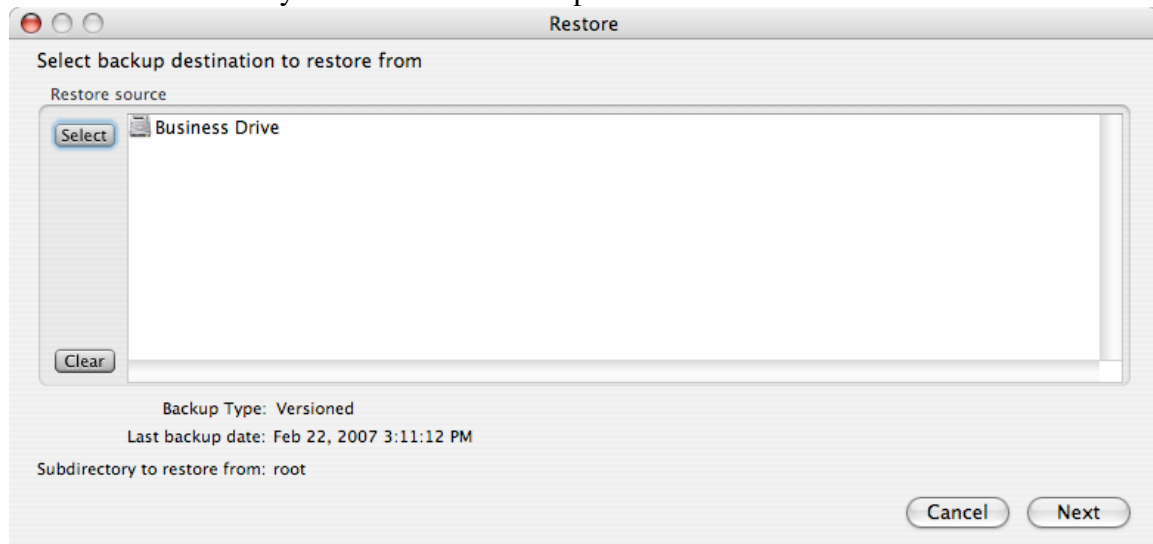 Restore
Select backup destination to restore from
Restore source
Select
Business Drive
Clear
Backup Type: Versioned
Last backup date: Feb 22, 2007 3:11:12 PM
Subdirectory to restore from: root
Cancel Next